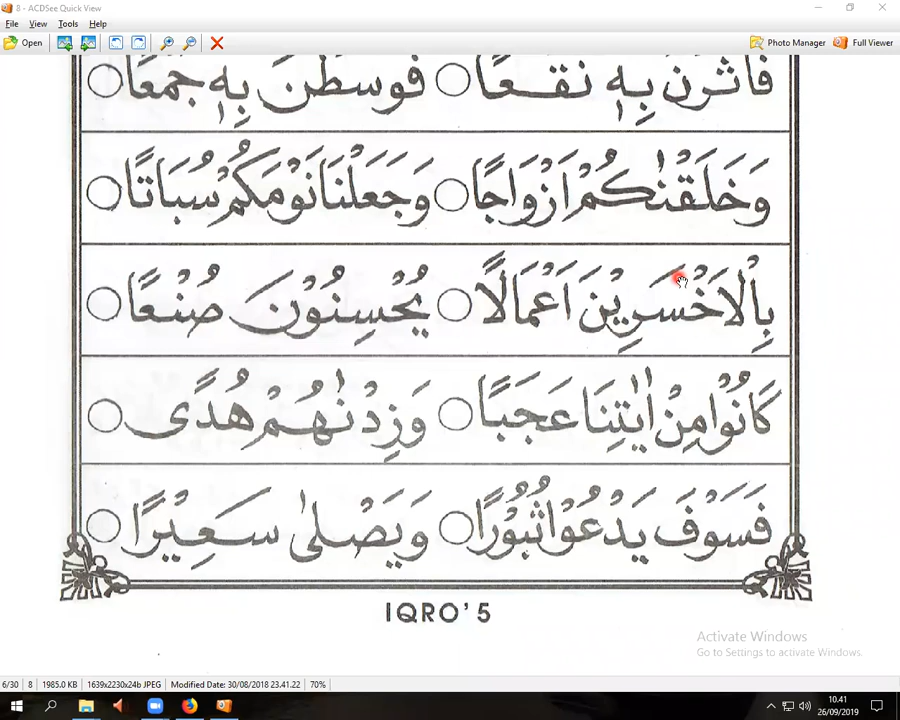 8 - ACDSee Quick View
File View Tools Help
Open Photo Manager Full Viewer
فَاَثَرْنَ بِهٖ نَقْعًا ○ فَوَسَطْنَ بِهٖ جَمْعًا ○
وَخَلَقْنٰكُمْ اَزْوَاجًا ○ وَجَعَلْنَا نَوْمَكُمْ سُبَاتًا ○
بِالْاَخْسَرِيْنَ اَعْمَالًا ○ يُحْسِنُوْنَ صُنْعًا ○
كَانُوْا مِنْ اٰيٰتِنَا عَجَبًا ○ وَزِدْنٰهُمْ هُدًى ○
فَسَوْفَ يَدْعُوْا ثُبُوْرًا ○ وَيَصْلٰى سَعِيْرًا ○
IQRO' 5
Activate Windows
Go to Settings to activate Windows.
6/30 8 1985.0 KB 1639x2230x24b JPEG Modified Date: 30/08/2018 23.41.22 70%
10.41
26/09/2019